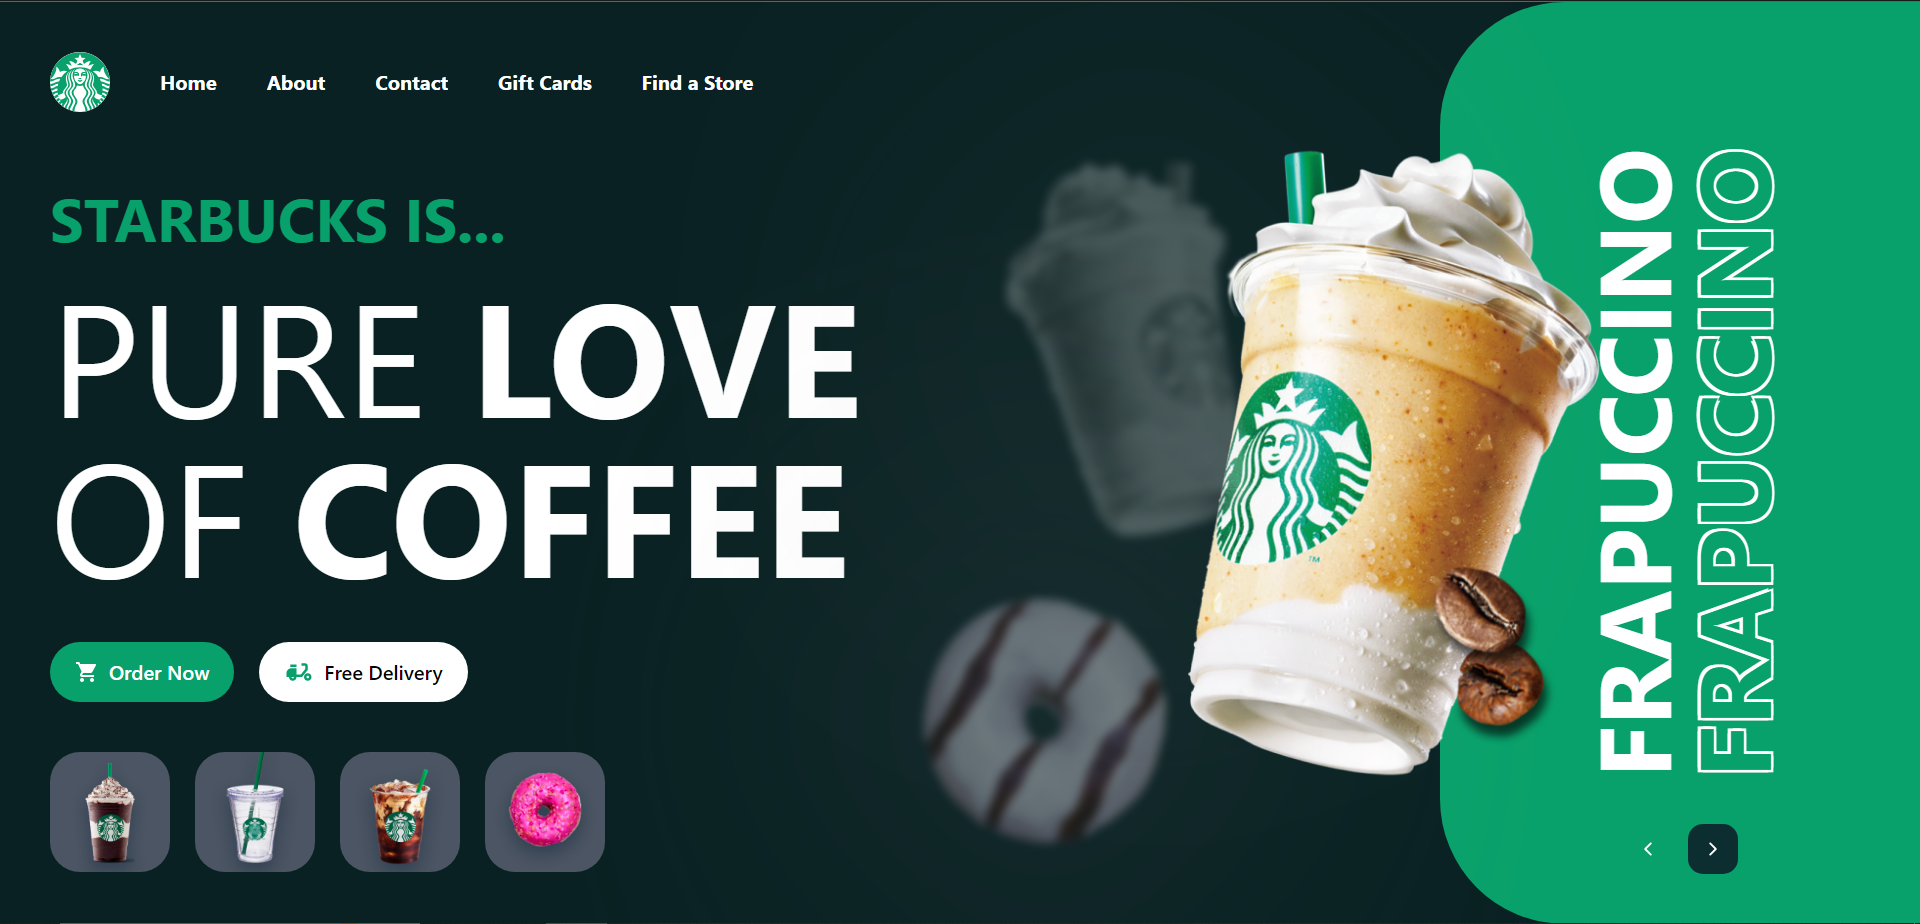 Home
About
Contact
Gift Cards
Find a Store
STARBUCKS IS...
PURE LOVE
OF COFFEE
Order Now
Free Delivery
TM
FRAPUCCINO
FRAPUCCINO